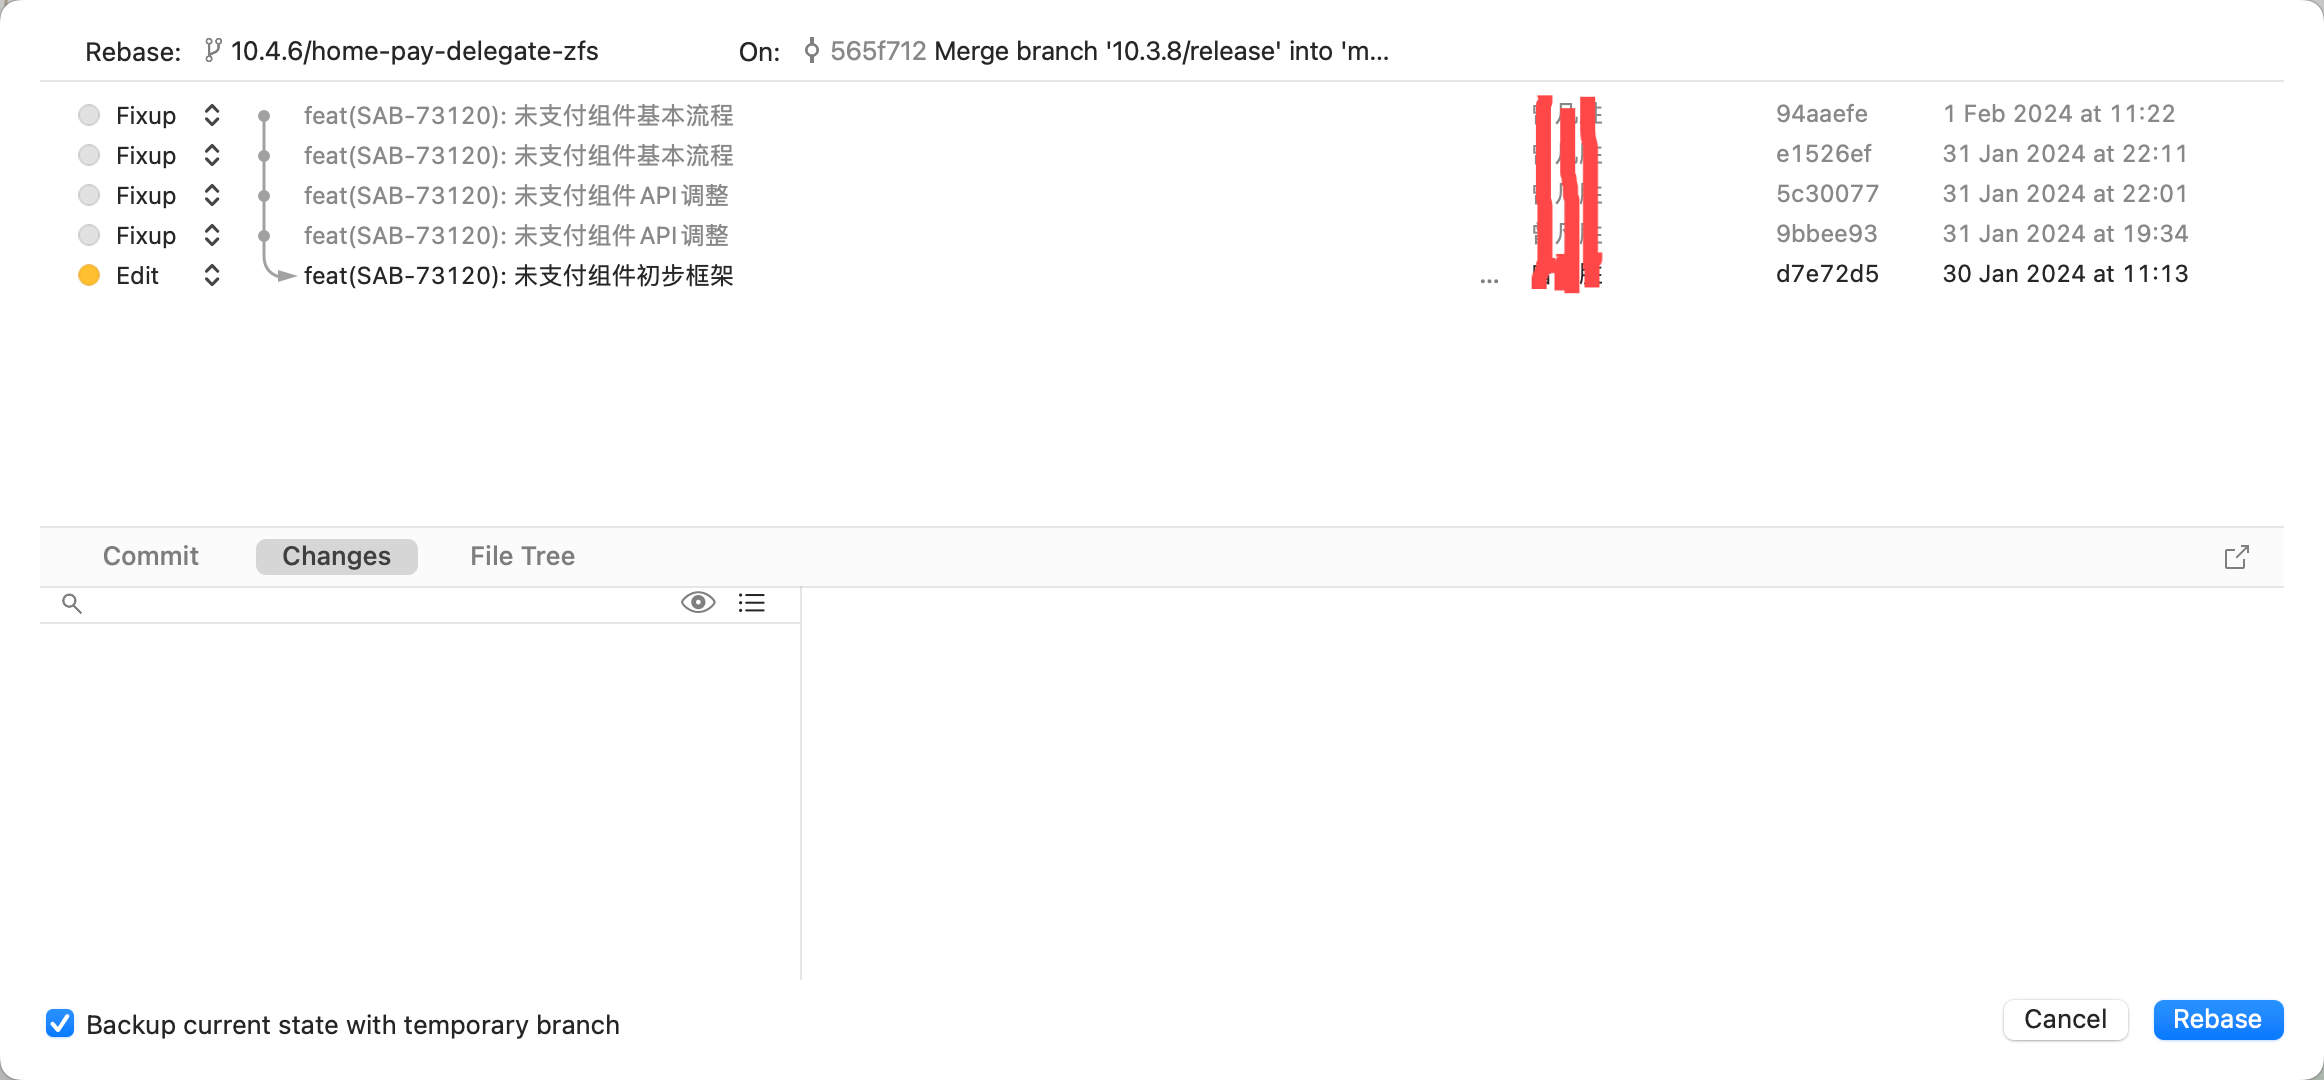 Rebase: 10.4.6/home-pay-delegate-zfs On: 565f712 Merge branch '10.3.8/release' into 'm...
Fixup feat(SAB-73120): 未支付组件基本流程 94aaefe 1 Feb 2024 at 11:22
Fixup feat(SAB-73120): 未支付组件基本流程 e1526ef 31 Jan 2024 at 22:11
Fixup feat(SAB-73120): 未支付组件 API 调整 5c30077 31 Jan 2024 at 22:01
Fixup feat(SAB-73120): 未支付组件 API 调整 9bbee93 31 Jan 2024 at 19:34
Edit feat(SAB-73120): 未支付组件初步框架 ... d7e72d5 30 Jan 2024 at 11:13
Commit Changes File Tree
Backup current state with temporary branch Cancel Rebase